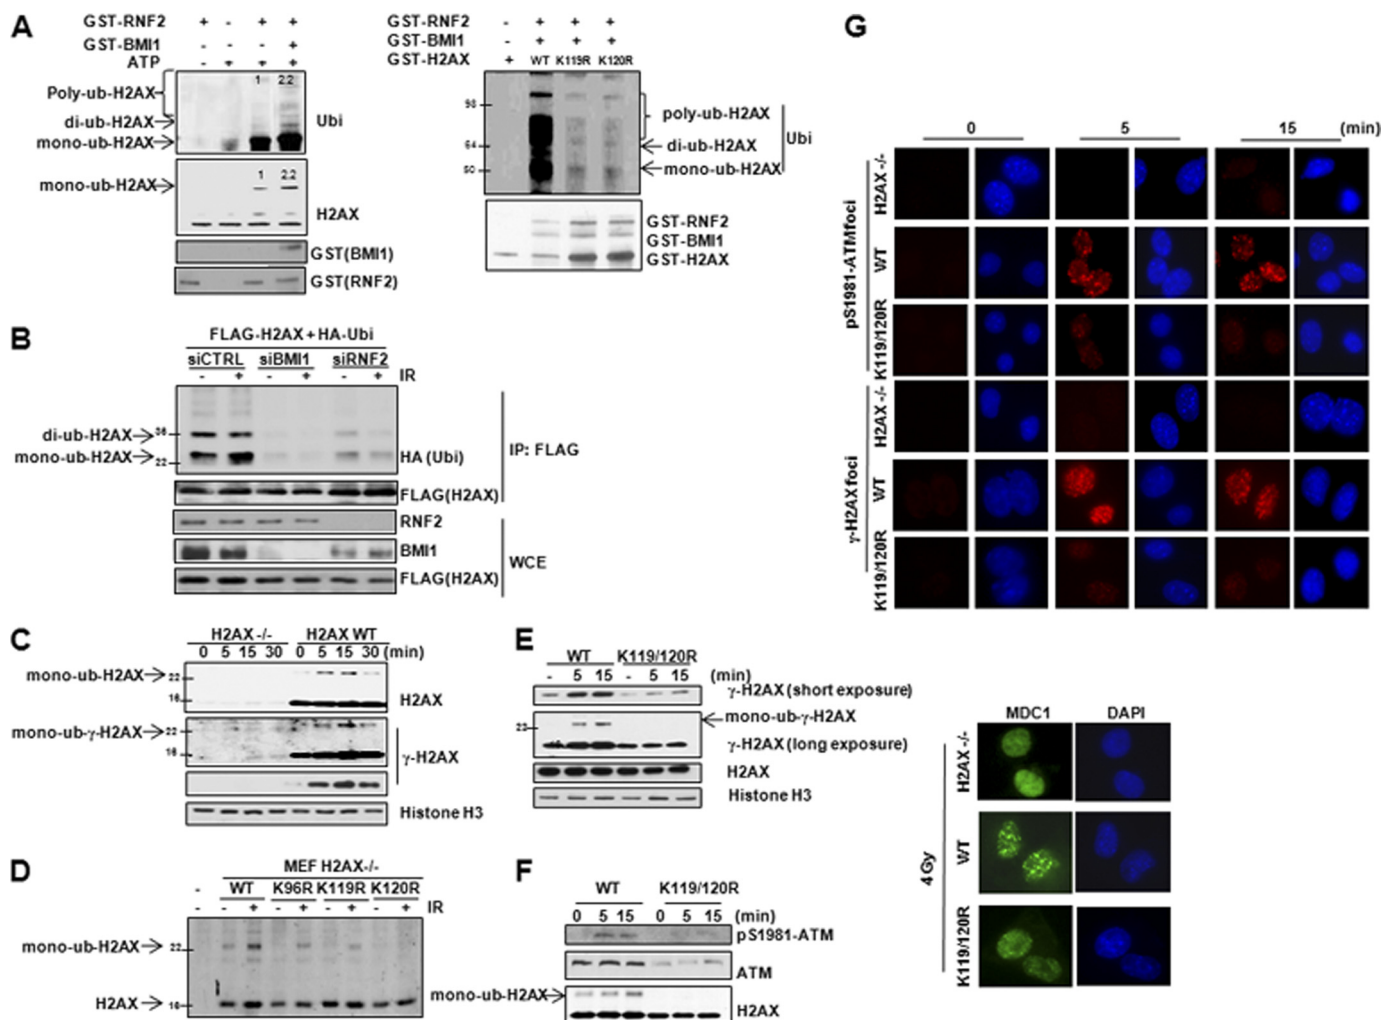 A
GST-RNF2 + - + +
GST-BMI1 - - - +
ATP - + + +
1 2.2
Poly-ub-H2AX
di-ub-H2AX
mono-ub-H2AX
Ubi
1 2.2
mono-ub-H2AX
H2AX
GST(BMI1)
GST(RNF2)
GST-RNF2 - + + +
GST-BMI1 - + + +
GST-H2AX + WT K119R K120R
98
64
50
poly-ub-H2AX
di-ub-H2AX
mono-ub-H2AX
Ubi
GST-RNF2
GST-BMI1
GST-H2AX
B
FLAG-H2AX + HA-Ubi
siCTRL siBMI1 siRNF2
- + - + - + IR
di-ub-H2AX 36
mono-ub-H2AX 22
HA (Ubi)
FLAG(H2AX)
IP: FLAG
RNF2
BMI1
FLAG(H2AX)
WCE
C
H2AX -/- H2AX WT
0 5 15 30 0 5 15 30 (min)
mono-ub-H2AX 22
16
H2AX
mono-ub-γ-H2AX 22
16
γ-H2AX
Histone H3
D
MEF H2AX-/-
- WT K96R K119R K120R
- + - + - + - + IR
mono-ub-H2AX 22
H2AX 16
E
WT K119/120R
- 5 15 - 5 15 (min)
γ-H2AX (short exposure)
22
mono-ub-γ-H2AX
γ-H2AX (long exposure)
H2AX
Histone H3
F
WT K119/120R
0 5 15 0 5 15 (min)
pS1981-ATM
ATM
mono-ub-H2AX
H2AX
G
0 5 15 (min)
pS1981-ATMfoci
H2AX -/-
WT
K119/120R
γ-H2AX foci
H2AX -/-
WT
K119/120R
MDC1 DAPI
4Gy
H2AX -/-
WT
K119/120R